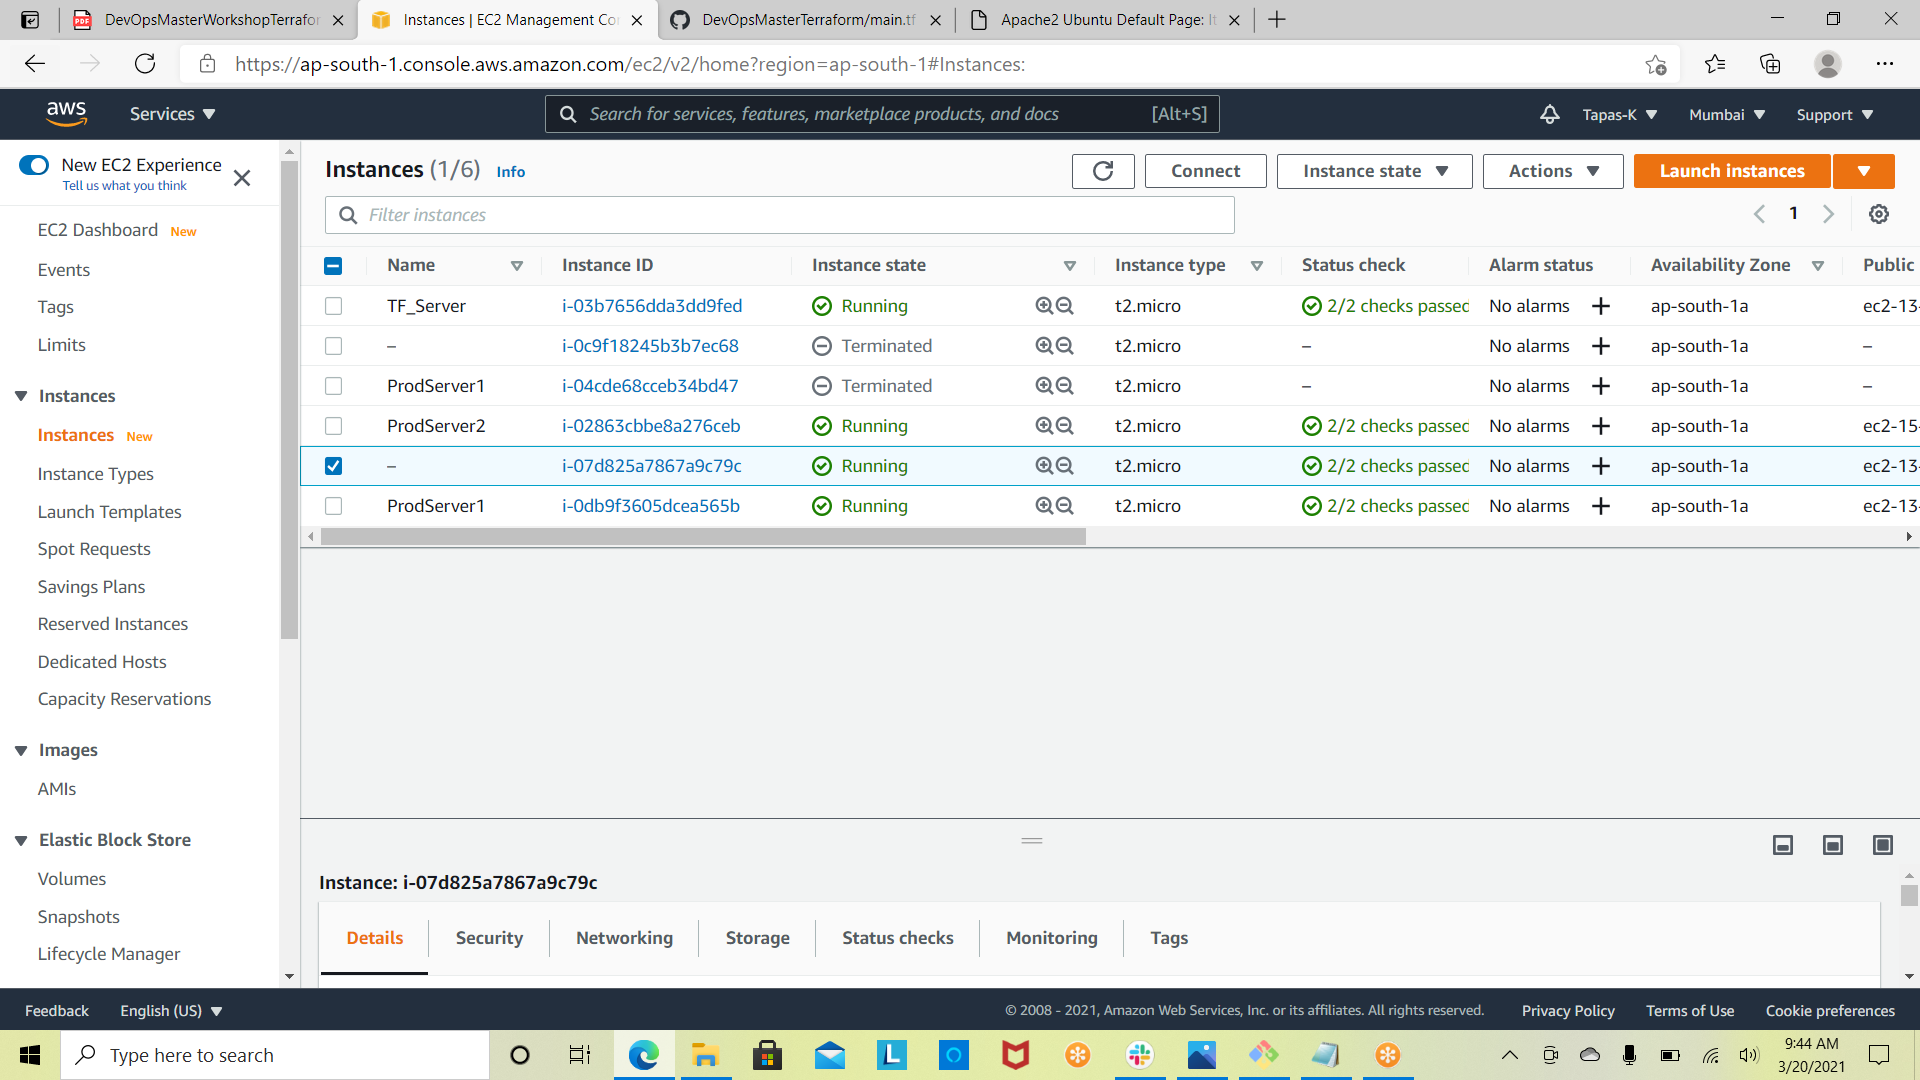 DevOpsMasterWorkshopTerrafor
Instances | EC2 Management Co
DevOpsMasterTerraform/main.tf
Apache2 Ubuntu Default Page: It
https://ap-south-1.console.aws.amazon.com/ec2/v2/home?region=ap-south-1#Instances:
aws
Services
Search for services, features, marketplace products, and docs [Alt+S]
Tapas-K
Mumbai
Support
New EC2 Experience
Tell us what you think
EC2 Dashboard New
Events
Tags
Limits
Instances
Instances New
Instance Types
Launch Templates
Spot Requests
Savings Plans
Reserved Instances
Dedicated Hosts
Capacity Reservations
Images
AMIs
Elastic Block Store
Volumes
Snapshots
Lifecycle Manager
Instances (1/6) Info
Connect
Instance state
Actions
Launch instances
Filter instances
1
Name Instance ID Instance state Instance type Status check Alarm status Availability Zone Public
TF_Server i-03b7656dda3dd9fed Running t2.micro 2/2 checks passed No alarms + ap-south-1a ec2-13-
– i-0c9f18245b3b7ec68 Terminated t2.micro – No alarms + ap-south-1a –
ProdServer1 i-04cde68cceb34bd47 Terminated t2.micro – No alarms + ap-south-1a –
ProdServer2 i-02863cbbe8a276ceb Running t2.micro 2/2 checks passed No alarms + ap-south-1a ec2-15-
– i-07d825a7867a9c79c Running t2.micro 2/2 checks passed No alarms + ap-south-1a ec2-13-
ProdServer1 i-0db9f3605dcea565b Running t2.micro 2/2 checks passed No alarms + ap-south-1a ec2-13-
Instance: i-07d825a7867a9c79c
Details Security Networking Storage Status checks Monitoring Tags
Feedback English (US) © 2008 - 2021, Amazon Web Services, Inc. or its affiliates. All rights reserved. Privacy Policy Terms of Use Cookie preferences
Type here to search
9:44 AM
3/20/2021